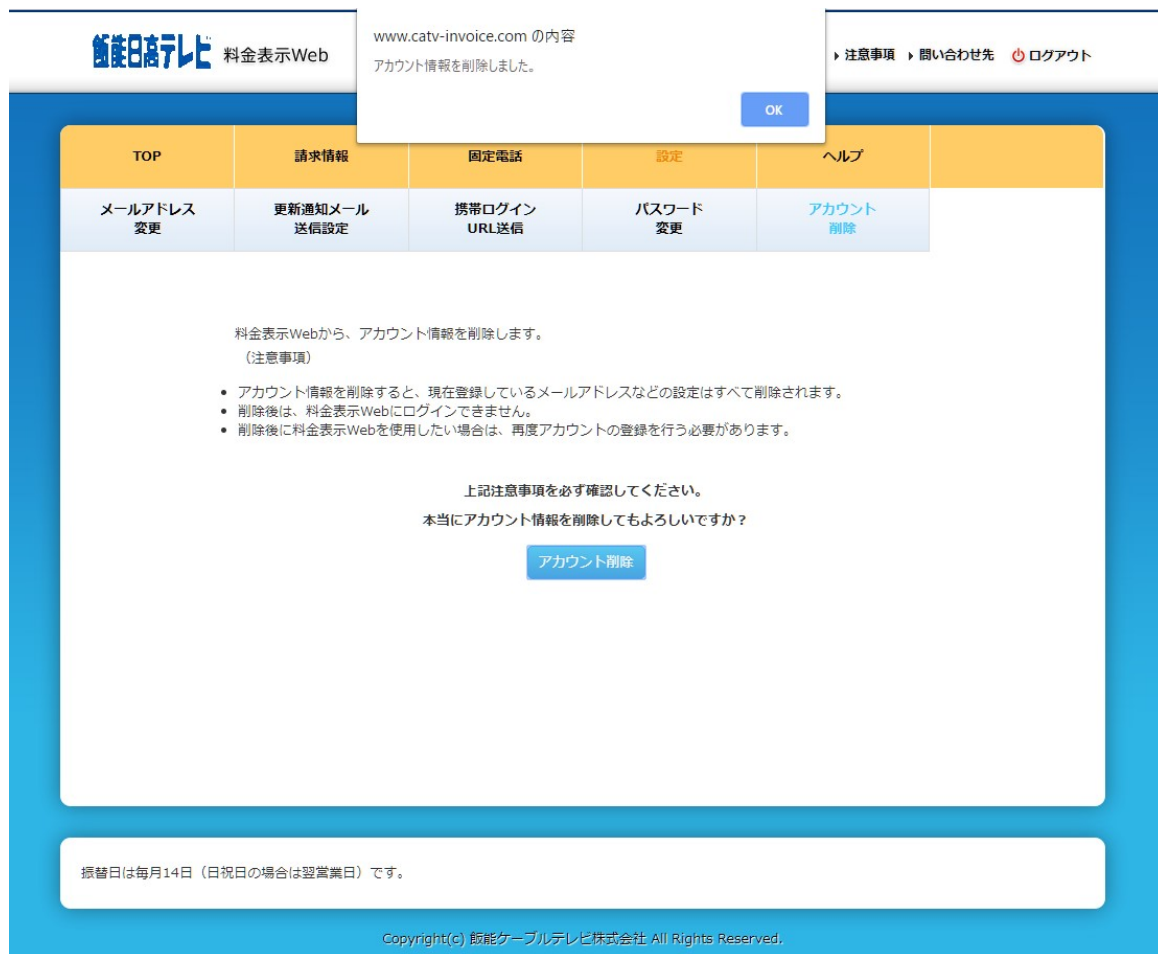 飯能日高テレビ 料金表示Web
www.catv-invoice.com の内容
アカウント情報を削除しました。
OK
注意事項 問い合わせ先 ログアウト
TOP 請求情報 固定電話 設定 ヘルプ
メールアドレス
変更
更新通知メール
送信設定
携帯ログイン
URL送信
パスワード
変更
アカウント
削除
料金表示Webから、アカウント情報を削除します。
（注意事項）
• アカウント情報を削除すると、現在登録しているメールアドレスなどの設定はすべて削除されます。
• 削除後は、料金表示Webにログインできません。
• 削除後に料金表示Webを使用したい場合は、再度アカウントの登録を行う必要があります。
上記注意事項を必ず確認してください。
本当にアカウント情報を削除してもよろしいですか？
アカウント削除
振替日は毎月14日（日祝日の場合は翌営業日）です。
Copyright(c) 飯能ケーブルテレビ株式会社 All Rights Reserved.